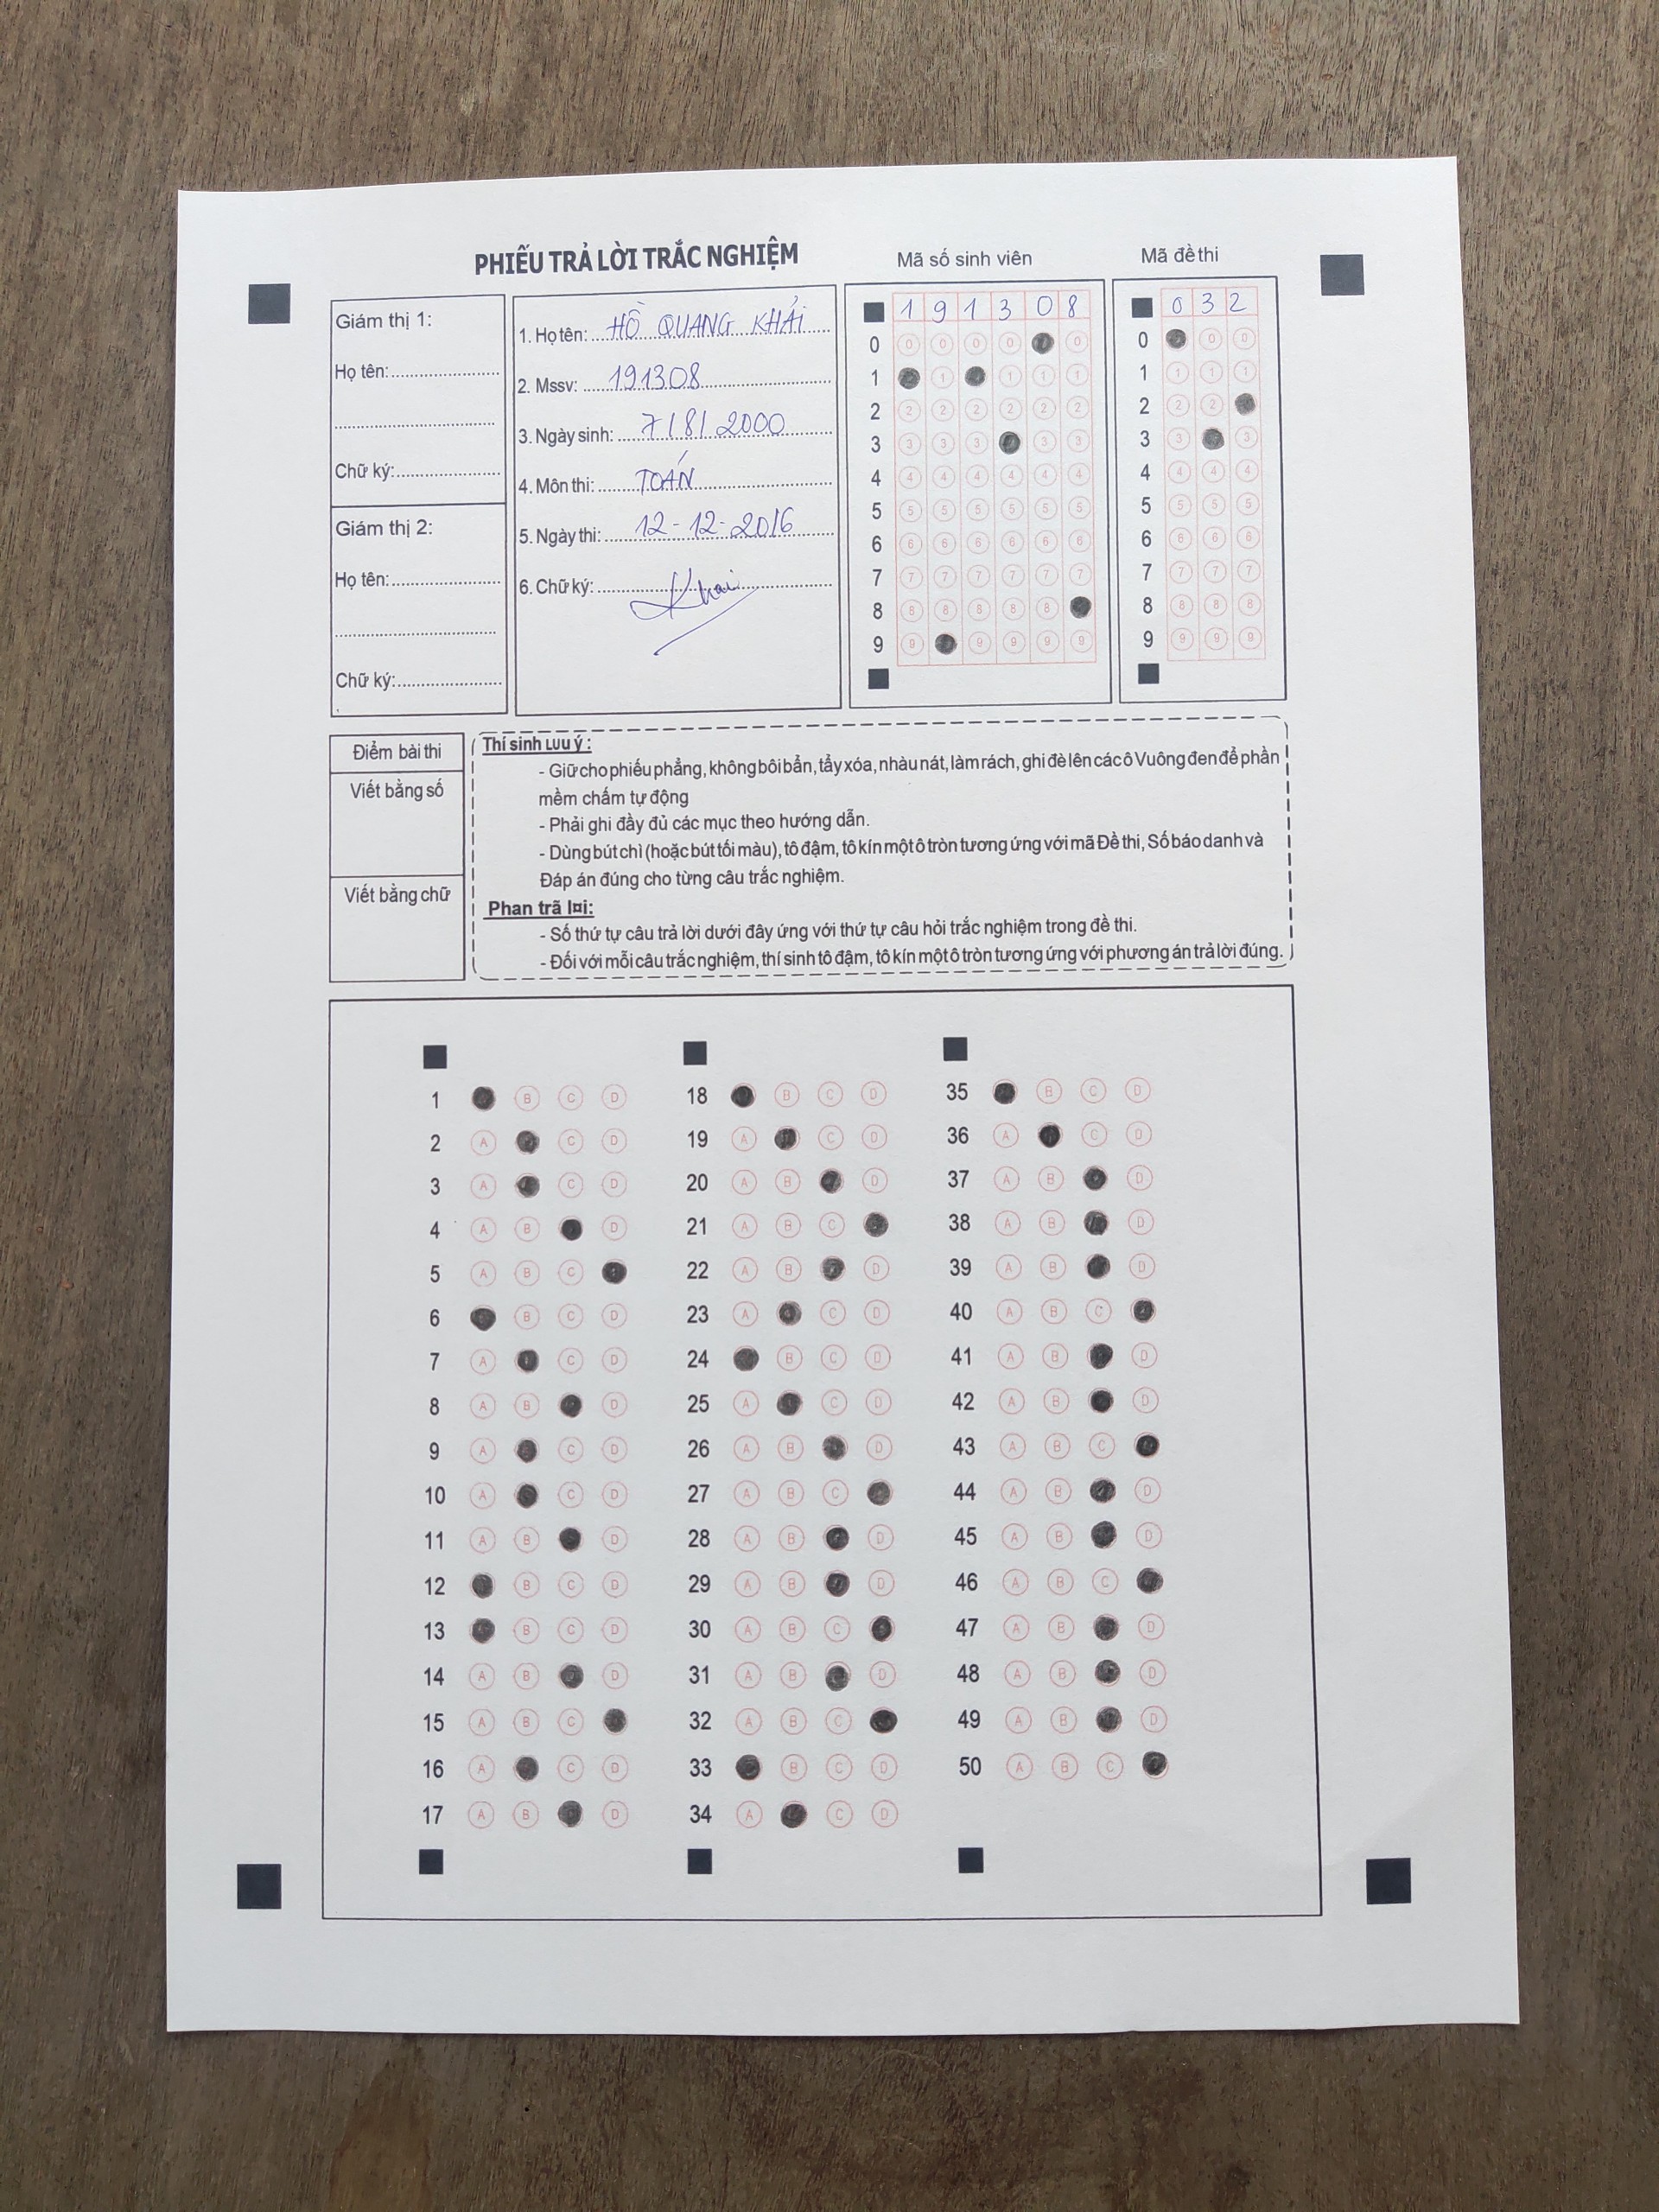 PHIẾU TRẢ LỜI TRẮC NGHIỆM
Mã số sinh viên
Mã đề thi
Giám thị 1:
Họ tên:
Chữ ký:
Giám thị 2:
Họ tên:
Chữ ký:
1. Họ tên: HỒ QUANG KHẢI
2. Mssv: 191308
3. Ngày sinh: 7/8/2000
4. Môn thi: TOÁN
5. Ngày thi: 12-12-2016
6. Chữ ký: Khai
1 9 1 3 0 8
0 0 0 0 0 0
1 1 1 1 1
2 2 2 2 2 2 2
3 3 3 3 3 3
4 4 4 4 4 4 4
5 5 5 5 5 5 5
6 6 6 6 6 6 6
7 7 7 7 7 7 7
8 8 8 8 8 8
9 9 9 9 9 9
0 3 2
0 0 0
1 1 1 1
2 2 2
3 3 3
4 4 4 4
5 5 5 5
6 6 6 6
7 7 7 7
8 8 8 8
9 9 9 9
Điểm bài thi
Viết bằng số
Viết bằng chữ
Thí sinh Lưu ý :
- Giữ cho phiếu phẳng, không bôi bẩn, tẩy xóa, nhàu nát, làm rách, ghi đè lên các ô Vuông đen để phần
mềm chấm tự động
- Phải ghi đầy đủ các mục theo hướng dẫn.
- Dùng bút chì (hoặc bút tối màu), tô đậm, tô kín một ô tròn tương ứng với mã Đề thi, Số báo danh và
Đáp án đúng cho từng câu trắc nghiệm.
Phan trã l¤i:
- Số thứ tự câu trả lời dưới đây ứng với thứ tự câu hỏi trắc nghiệm trong đề thi.
- Đối với mỗi câu trắc nghiệm, thí sinh tô đậm, tô kín một ô tròn tương ứng với phương án trả lời đúng.
1 B C D
2 A C D
3 A C D
4 A B D
5 A B C
6 B C D
7 A C D
8 A B D
9 A C D
10 A C D
11 A B D
12 B C D
13 B C D
14 A B D
15 A B C
16 A C D
17 A B D
18 B C D
19 A C D
20 A B D
21 A B C
22 A B D
23 A C D
24 B C D
25 A C D
26 A B D
27 A B C
28 A B D
29 A B D
30 A B C
31 A B D
32 A B C
33 B C D
34 A C D
35 B C D
36 A C D
37 A B D
38 A B D
39 A B D
40 A B C
41 A B D
42 A B D
43 A B C
44 A B D
45 A B D
46 A B C
47 A B D
48 A B D
49 A B D
50 A B C